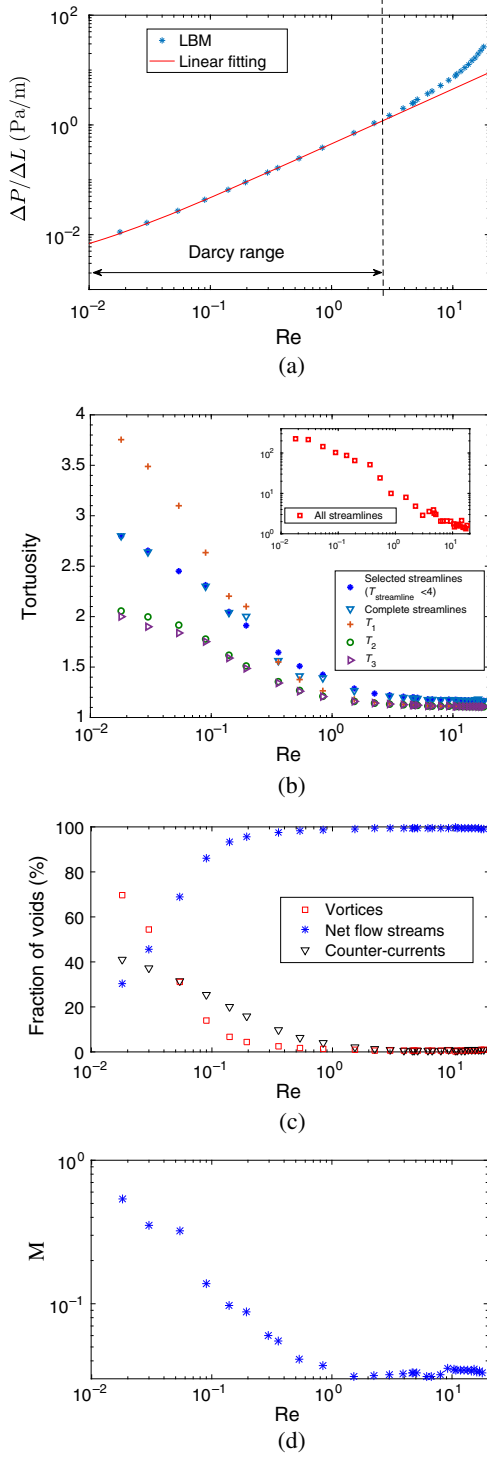 10^2
10^0
10^-2
ΔP/ΔL (Pa/m)
LBM
Linear fitting
Darcy range
10^-2 10^-1 10^0 10^1
Re
(a)
4
3.5
3
2.5
2
1.5
1
Tortuosity
10^2
10^1
10^0
All streamlines
10^-2 10^-1 10^0 10^1
Selected streamlines
(T_streamline <4)
Complete streamlines
T_1
T_2
T_3
10^-2 10^-1 10^0 10^1
Re
(b)
100
80
60
40
20
0
Fraction of voids (%)
Vortices
Net flow streams
Counter-currents
10^-2 10^-1 10^0 10^1
Re
(c)
10^0
10^-1
M
10^-2 10^-1 10^0 10^1
Re
(d)